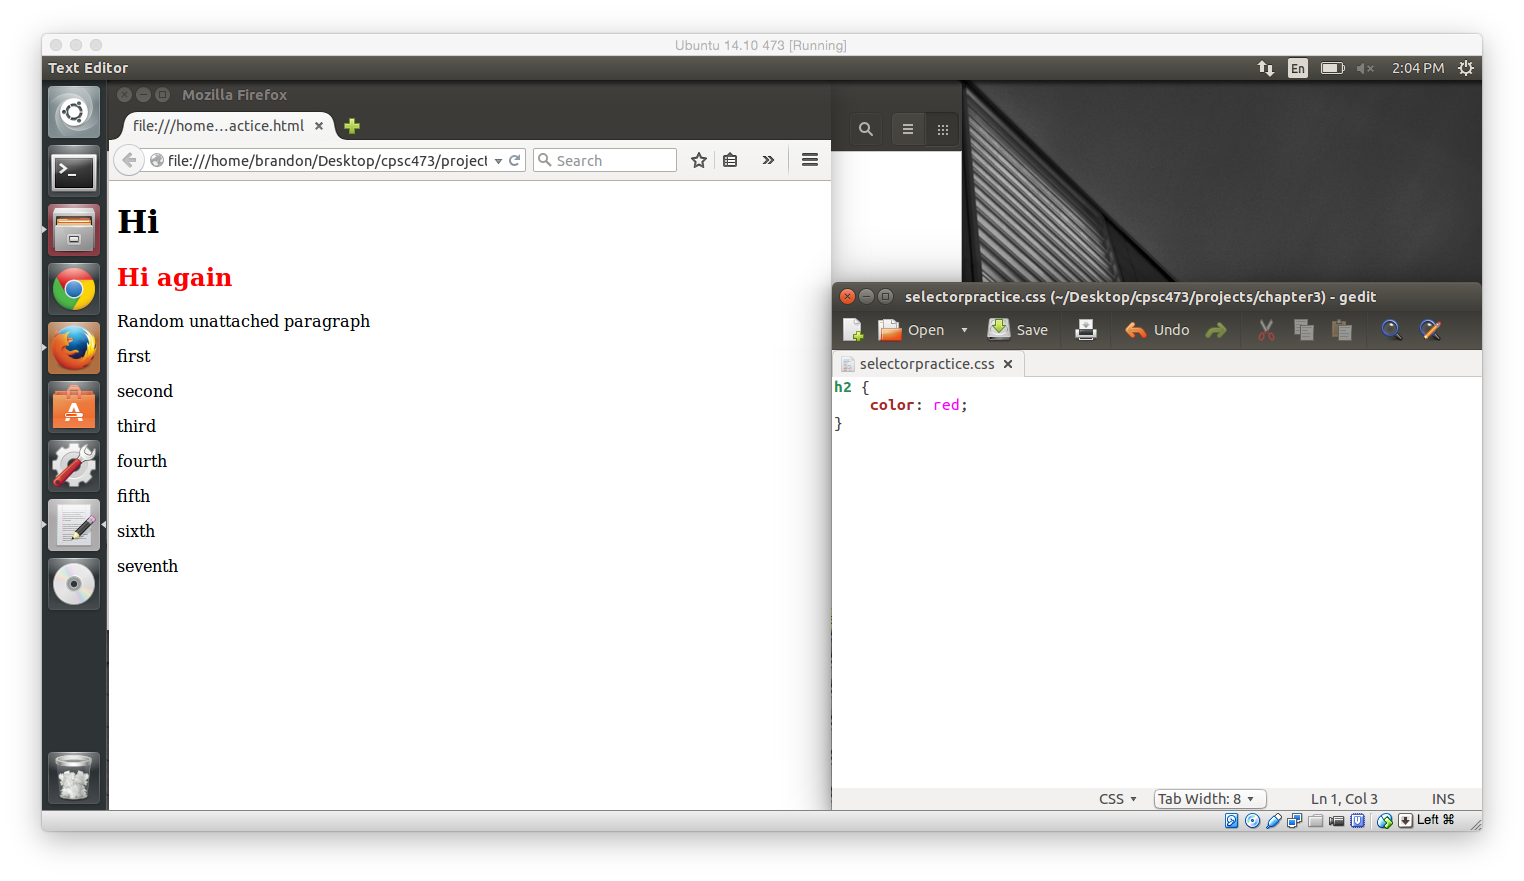 Ubuntu 14.10 473 [Running]
Text Editor
En
2:04 PM
Mozilla Firefox
file:///home...actice.html
file:///home/brandon/Desktop/cpsc473/project
Search
Hi
Hi again
Random unattached paragraph
first
second
third
fourth
fifth
sixth
seventh
selectorpractice.css (~/Desktop/cpsc473/projects/chapter3) - gedit
Open
Save
Undo
selectorpractice.css
h2 {
color: red;
}
CSS
Tab Width: 8
Ln 1, Col 3
INS
Left ⌘